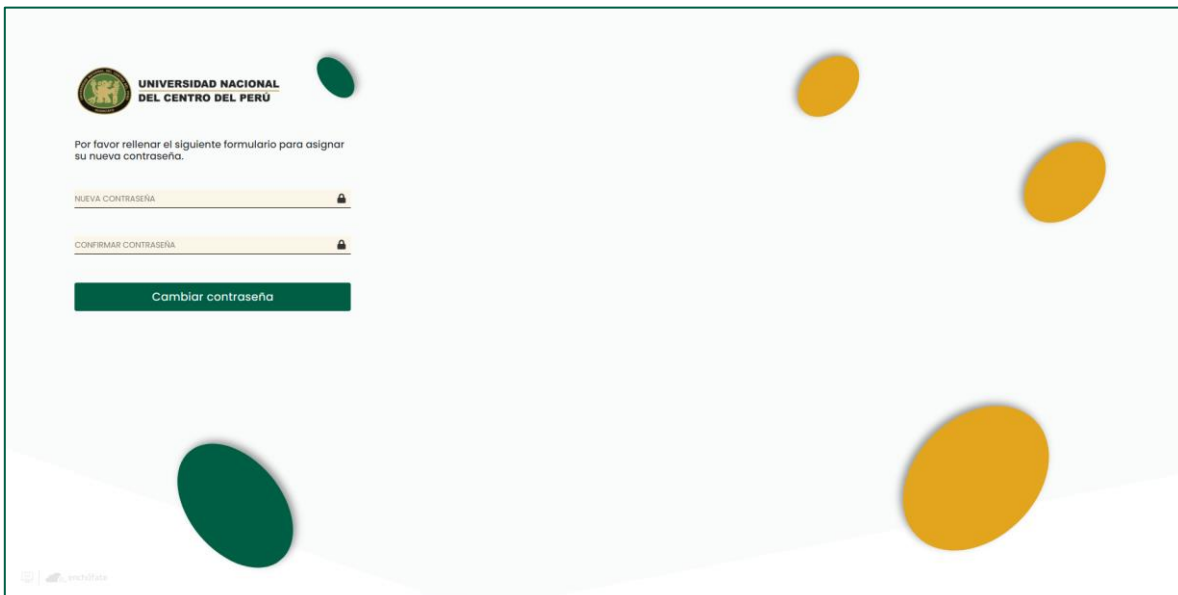 UNIVERSIDAD NACIONAL
DEL CENTRO DEL PERÚ
Por favor rellenar el siguiente formulario para asignar
su nueva contraseña.
NUEVA CONTRASEÑA
CONFIRMAR CONTRASEÑA
Cambiar contraseña